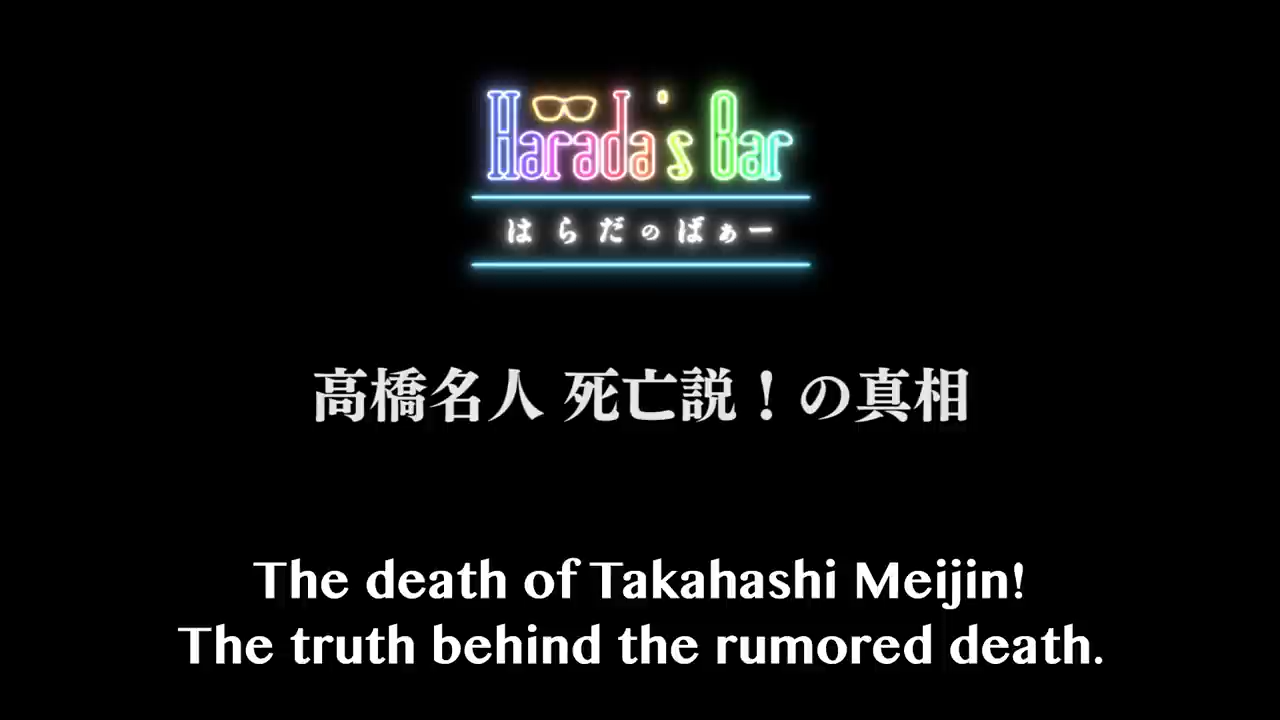 Harada's Bar
はらだのばぁー
高橋名人 死亡説！の真相
The death of Takahashi Meijin!
The truth behind the rumored death.